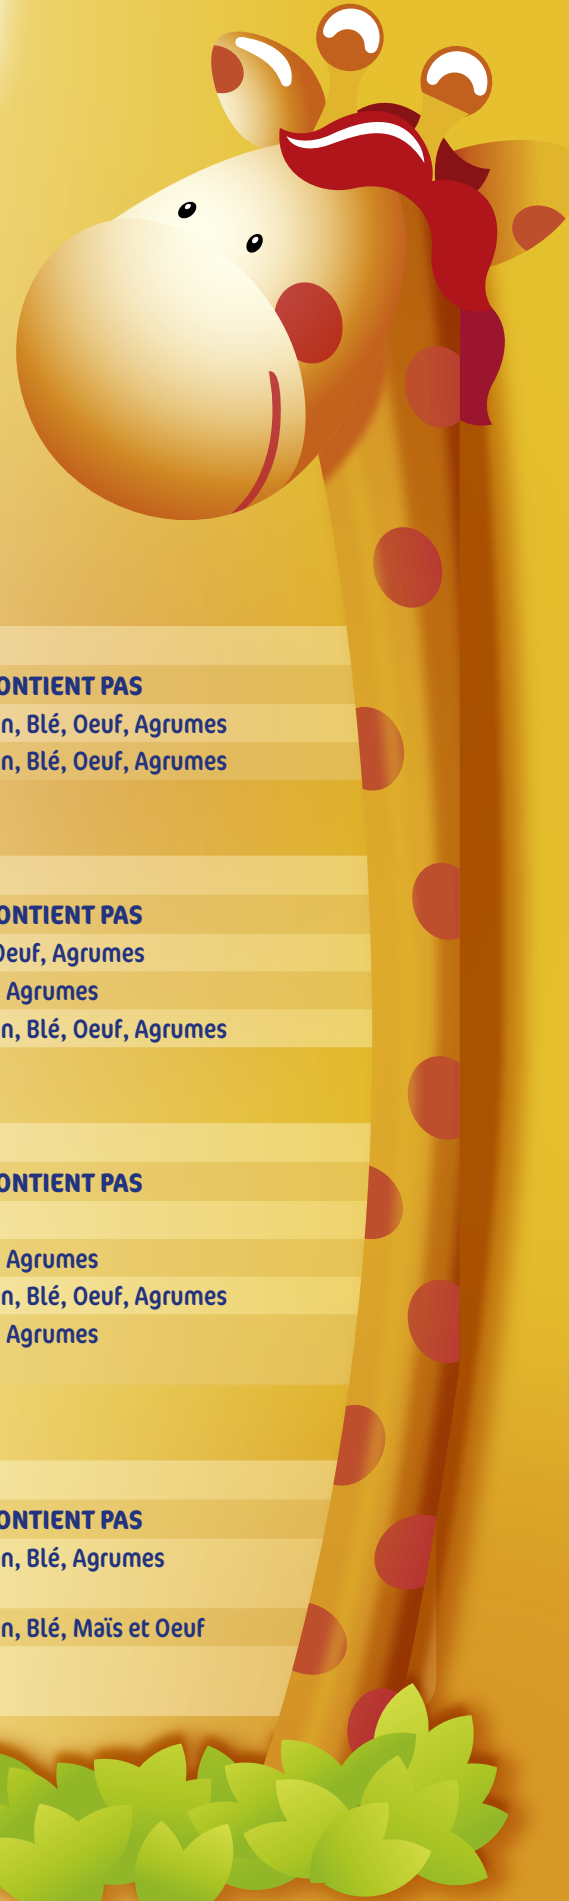 ONTIENT PAS
n, Blé, Oeuf, Agrumes
n, Blé, Oeuf, Agrumes
ONTIENT PAS
Oeuf, Agrumes
Agrumes
n, Blé, Oeuf, Agrumes
ONTIENT PAS
Agrumes
n, Blé, Oeuf, Agrumes
Agrumes
ONTIENT PAS
n, Blé, Agrumes
n, Blé, Maïs et Oeuf